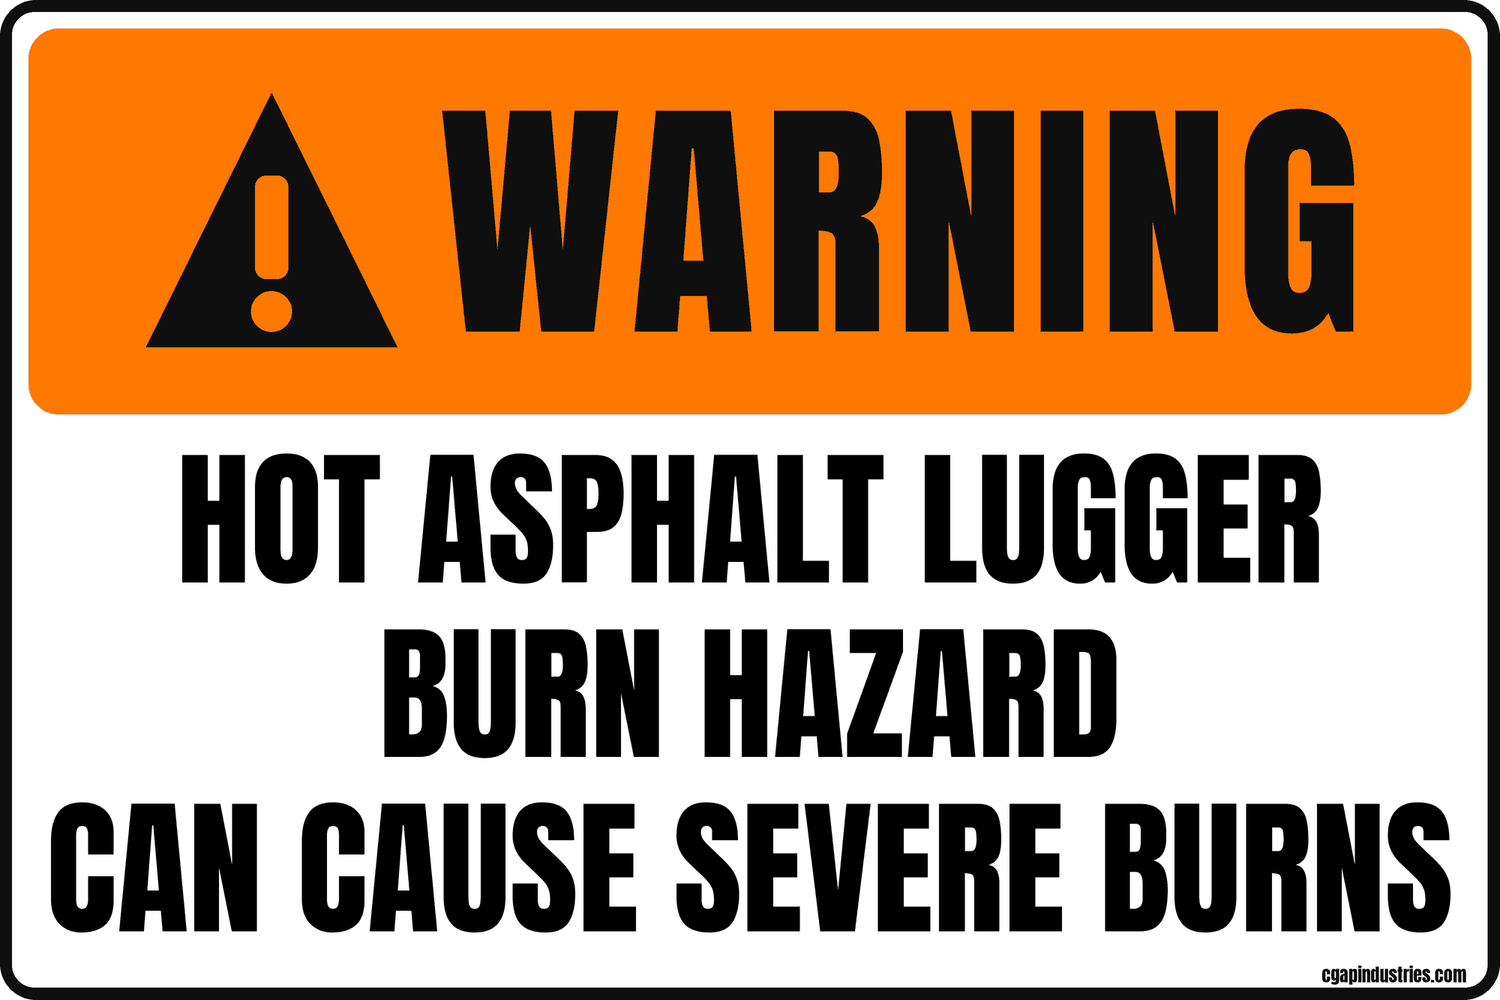 WARNING
HOT ASPHALT LUGGER
BURN HAZARD
CAN CAUSE SEVERE BURNS
cgapindustries.com